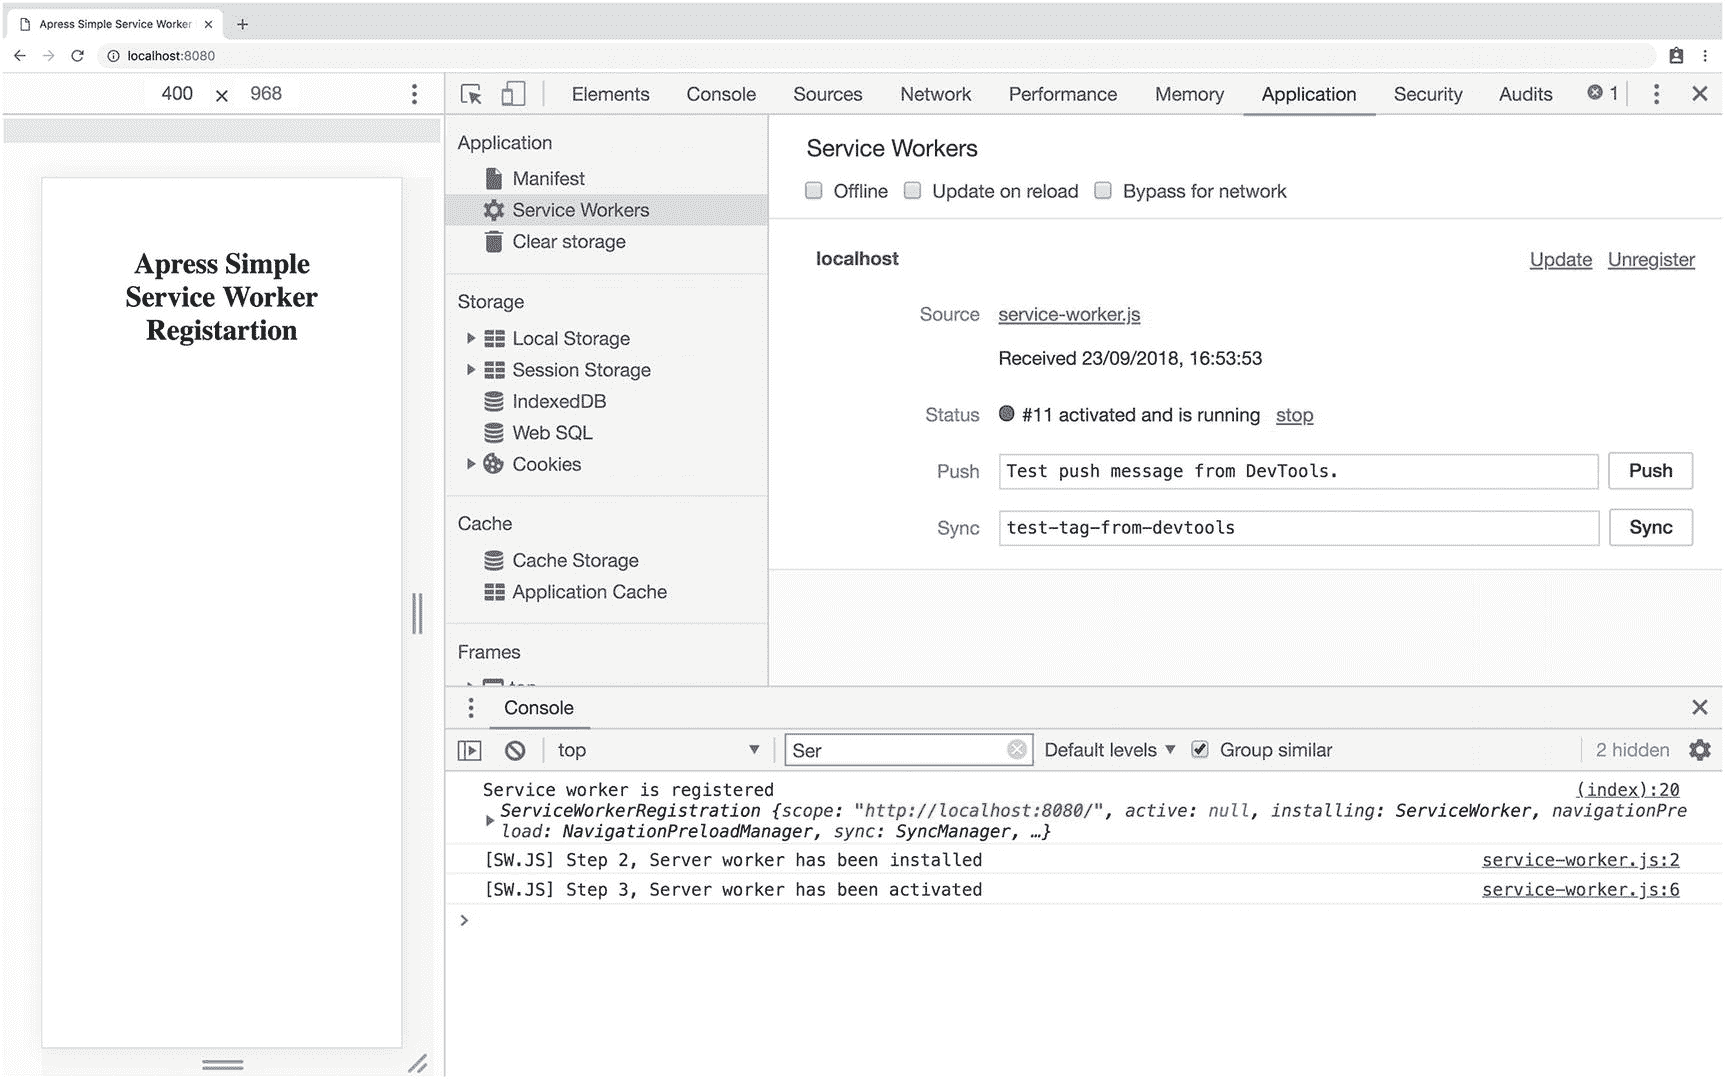 Apress Simple Service Worker
localhost:8080
400 × 968
Elements Console Sources Network Performance Memory Application Security Audits 1
Apress Simple
Service Worker
Registartion
Application
Manifest
Service Workers
Clear storage
Storage
Local Storage
Session Storage
IndexedDB
Web SQL
Cookies
Cache
Cache Storage
Application Cache
Frames
top
Service Workers
Offline Update on reload Bypass for network
localhost Update Unregister
Source service-worker.js
Received 23/09/2018, 16:53:53
Status #11 activated and is running stop
Push Test push message from DevTools. Push
Sync test-tag-from-devtools Sync
Console
top Ser Default levels Group similar 2 hidden
Service worker is registered (index):20
ServiceWorkerRegistration {scope: "http://localhost:8080/", active: null, installing: ServiceWorker, navigationPre
load: NavigationPreloadManager, sync: SyncManager, …}
[SW.JS] Step 2, Server worker has been installed service-worker.js:2
[SW.JS] Step 3, Server worker has been activated service-worker.js:6